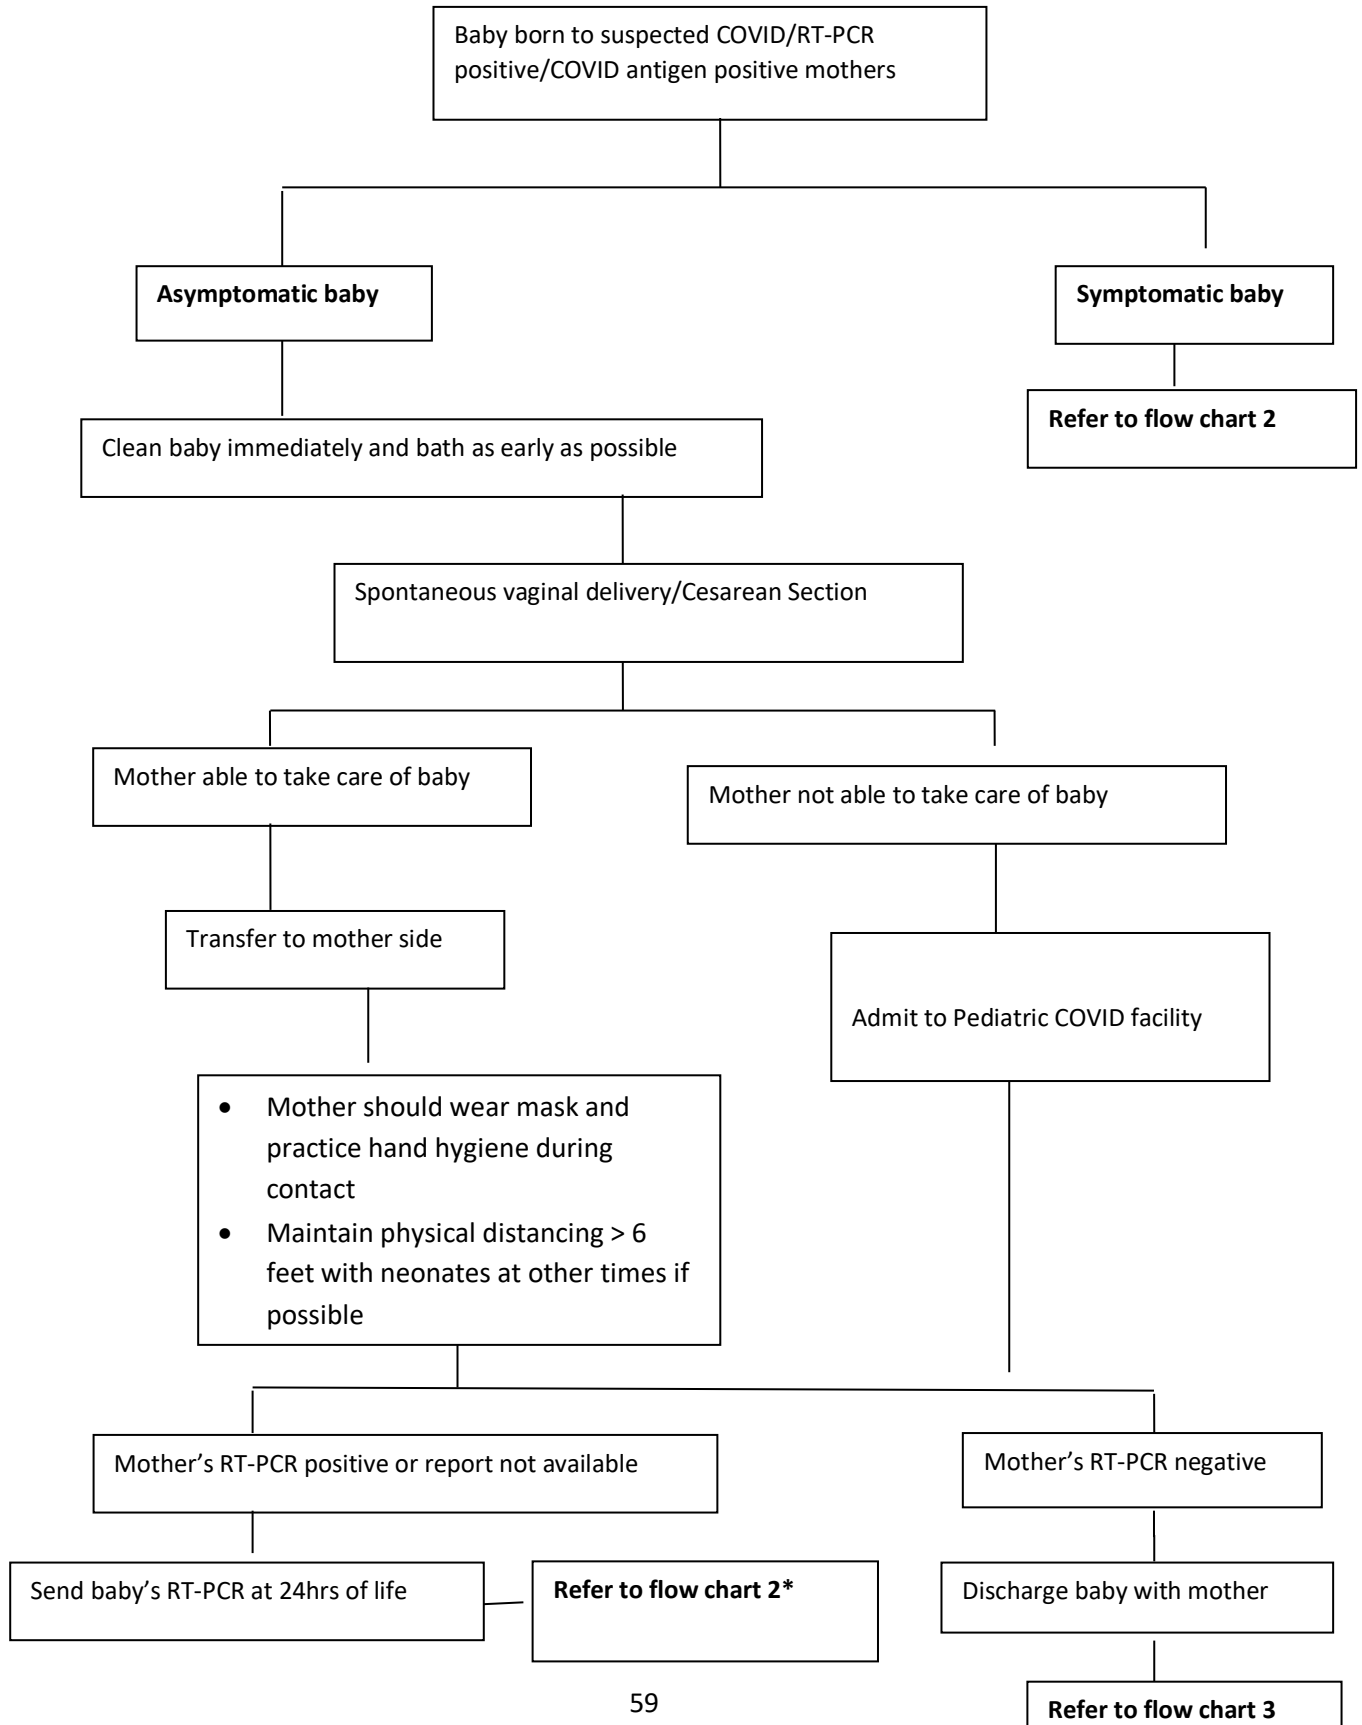 Baby born to suspected COVID/RT-PCR
positive/COVID antigen positive mothers
Asymptomatic baby
Symptomatic baby
Refer to flow chart 2
Clean baby immediately and bath as early as possible
Spontaneous vaginal delivery/Cesarean Section
Mother able to take care of baby
Mother not able to take care of baby
Transfer to mother side
Admit to Pediatric COVID facility
• Mother should wear mask and
practice hand hygiene during
contact
• Maintain physical distancing > 6
feet with neonates at other times if
possible
Mother’s RT-PCR positive or report not available
Mother’s RT-PCR negative
Send baby’s RT-PCR at 24hrs of life
Refer to flow chart 2*
Discharge baby with mother
Refer to flow chart 3
59